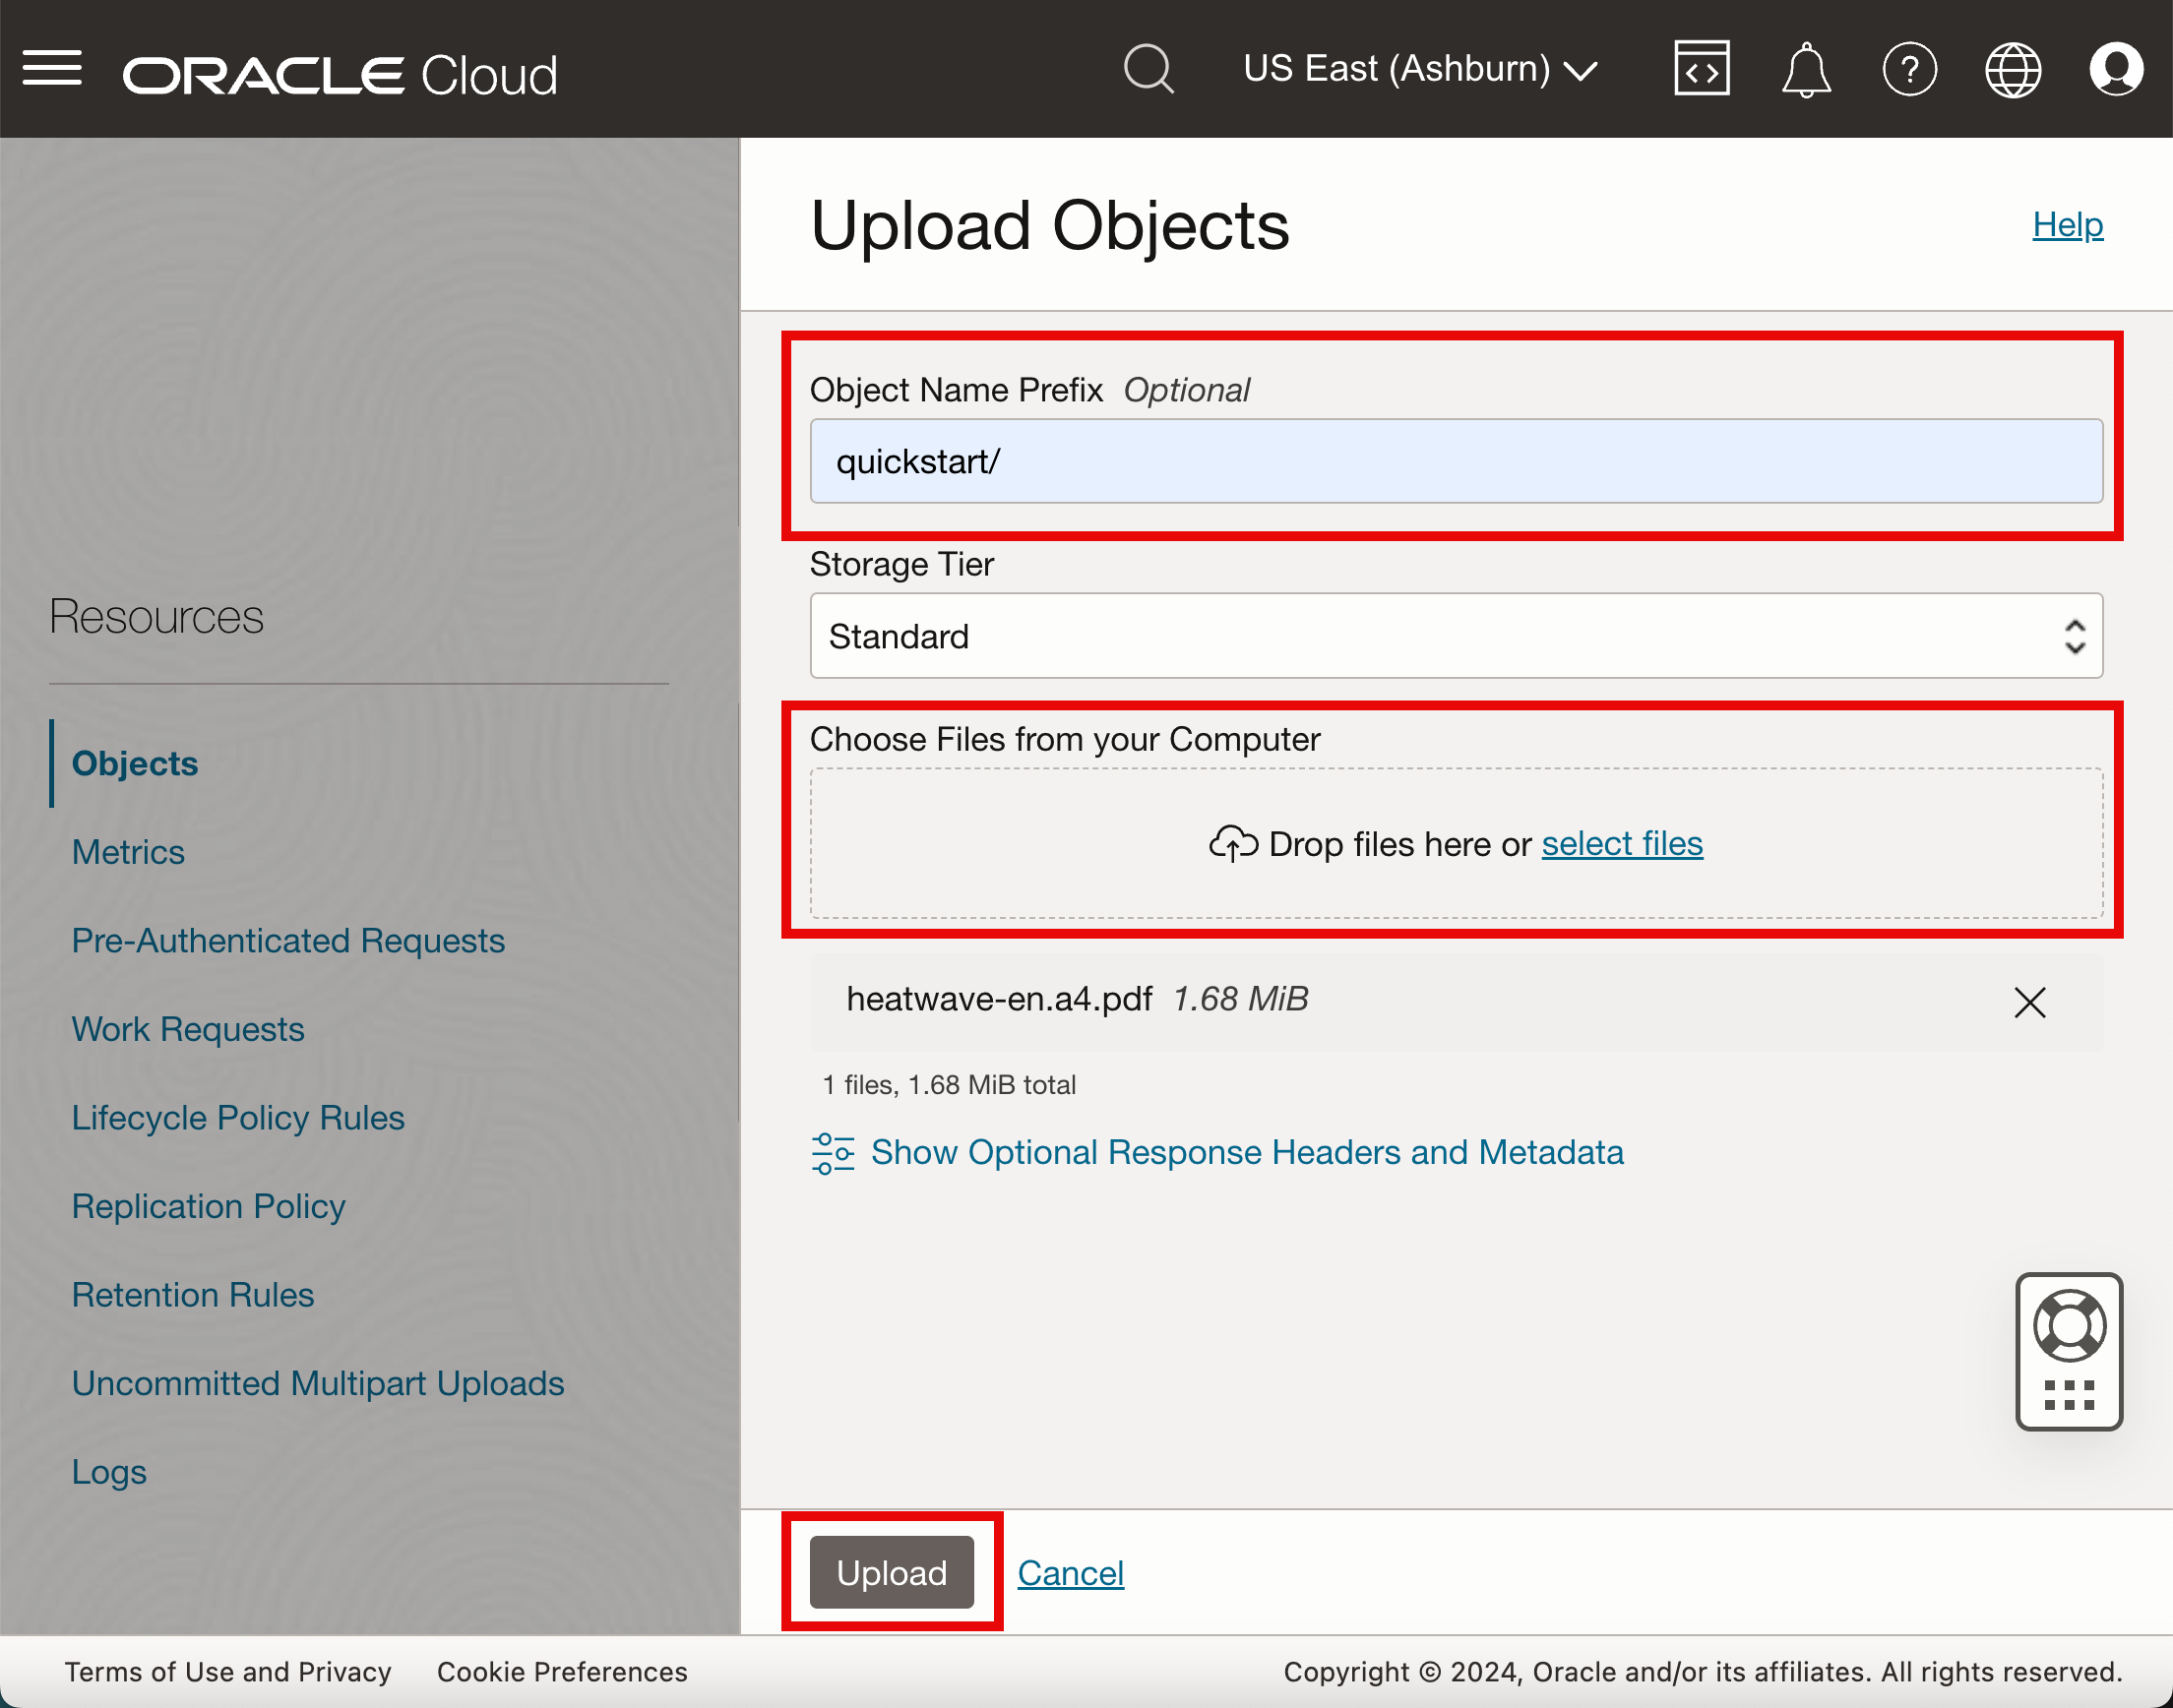 ORACLE Cloud
US East (Ashburn)
Resources
Objects
Metrics
Pre-Authenticated Requests
Work Requests
Lifecycle Policy Rules
Replication Policy
Retention Rules
Uncommitted Multipart Uploads
Logs
Upload Objects
Help
Object Name Prefix Optional
quickstart/
Storage Tier
Standard
Choose Files from your Computer
Drop files here or select files
heatwave-en.a4.pdf 1.68 MiB
1 files, 1.68 MiB total
Show Optional Response Headers and Metadata
Upload Cancel
Terms of Use and Privacy Cookie Preferences
Copyright © 2024, Oracle and/or its affiliates. All rights reserved.